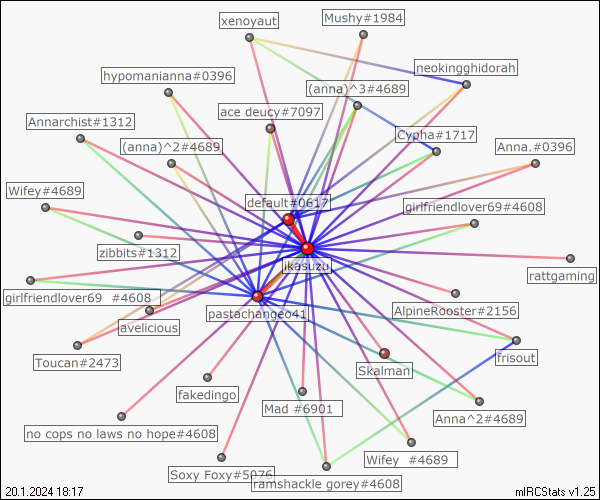 Mushy#1984
xenoyaut
neokingghidorah
hypomanianna#0396
(anna)^3#4689
ace deucy#7097
Annarchist#1312
Cypha#1717
(anna)^2#4689
Anna.#0396
Wifey#4689
default#0617
girlfriendlover69#4608
zibbits#1312
jikasuzu
rattgaming
girlfriendlover69 #4608
AlpineRooster#2156
pastachangeo41
avelicious
Toucan#2473
frisout
Skalman
fakedingo
Mad #6901
Anna^2#4689
no cops no laws no hope#4608
Wifey #4689
Soxy Foxy#5076
ramshackle gorey#4608
20.1.2024 18:17
mIRCStats v1.25